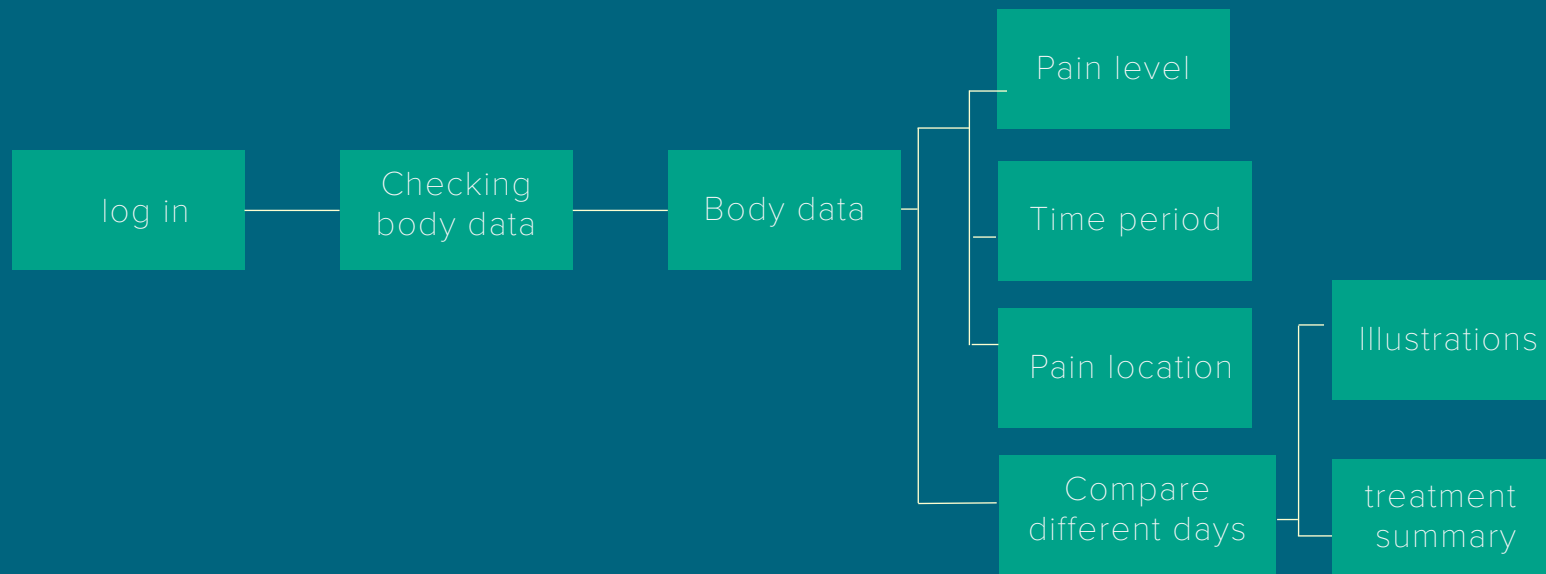 log in
Checking
body data
Body data
Pain level
Time period
Pain location
Compare
different days
Illustrations
treatment
summary